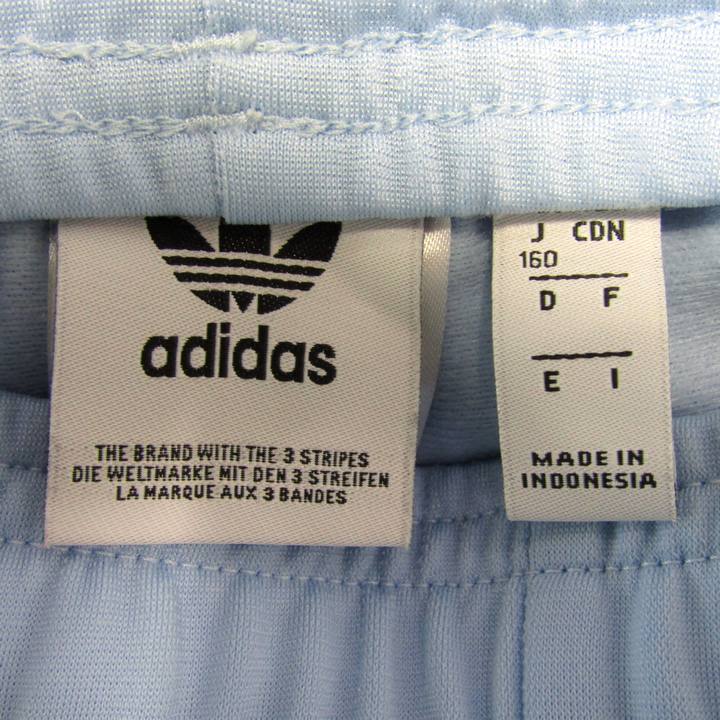 adidas
THE BRAND WITH THE 3 STRIPES
DIE WELTMARKE MIT DEN 3 STREIFEN
LA MARQUE AUX 3 BANDES
J CDN
160
D F
E I
MADE IN
INDONESIA